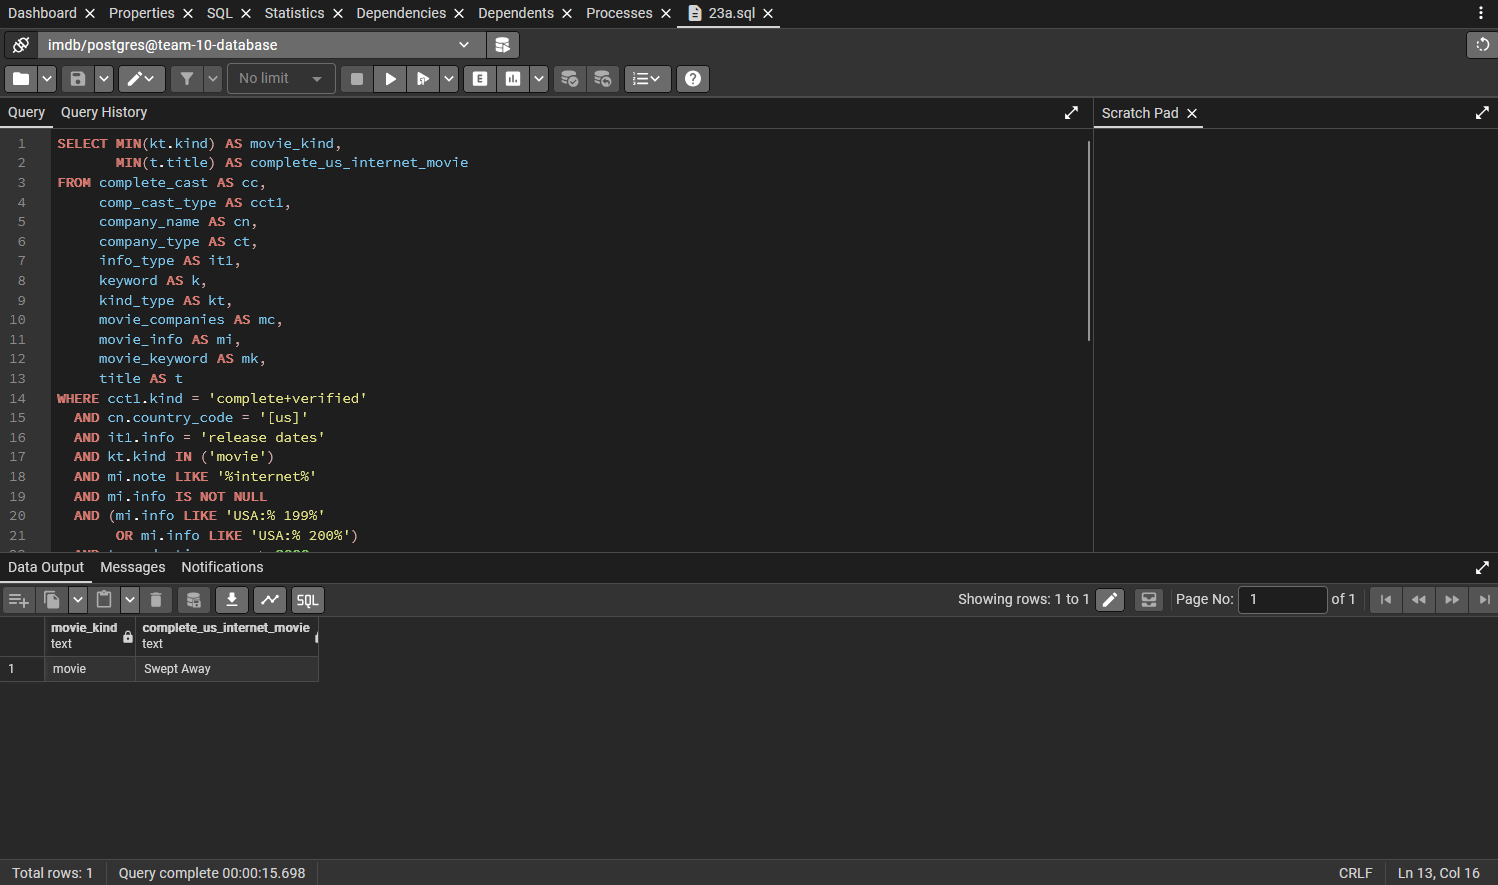 Dashboard Properties SQL Statistics Dependencies Dependents Processes 23a.sql
imdb/postgres@team-10-database
No limit
E
Query Query History
Scratch Pad
1 SELECT MIN(kt.kind) AS movie_kind,
2 MIN(t.title) AS complete_us_internet_movie
3 FROM complete_cast AS cc,
4 comp_cast_type AS cct1,
5 company_name AS cn,
6 company_type AS ct,
7 info_type AS it1,
8 keyword AS k,
9 kind_type AS kt,
10 movie_companies AS mc,
11 movie_info AS mi,
12 movie_keyword AS mk,
13 title AS t
14 WHERE cct1.kind = 'complete+verified'
15 AND cn.country_code = '[us]'
16 AND it1.info = 'release dates'
17 AND kt.kind IN ('movie')
18 AND mi.note LIKE '%internet%'
19 AND mi.info IS NOT NULL
20 AND (mi.info LIKE 'USA:% 199%'
21 OR mi.info LIKE 'USA:% 200%')
Data Output Messages Notifications
SQL
Showing rows: 1 to 1
Page No: 1 of 1
movie_kind complete_us_internet_movie
text text
1 movie Swept Away
Total rows: 1 Query complete 00:00:15.698 CRLF Ln 13, Col 16